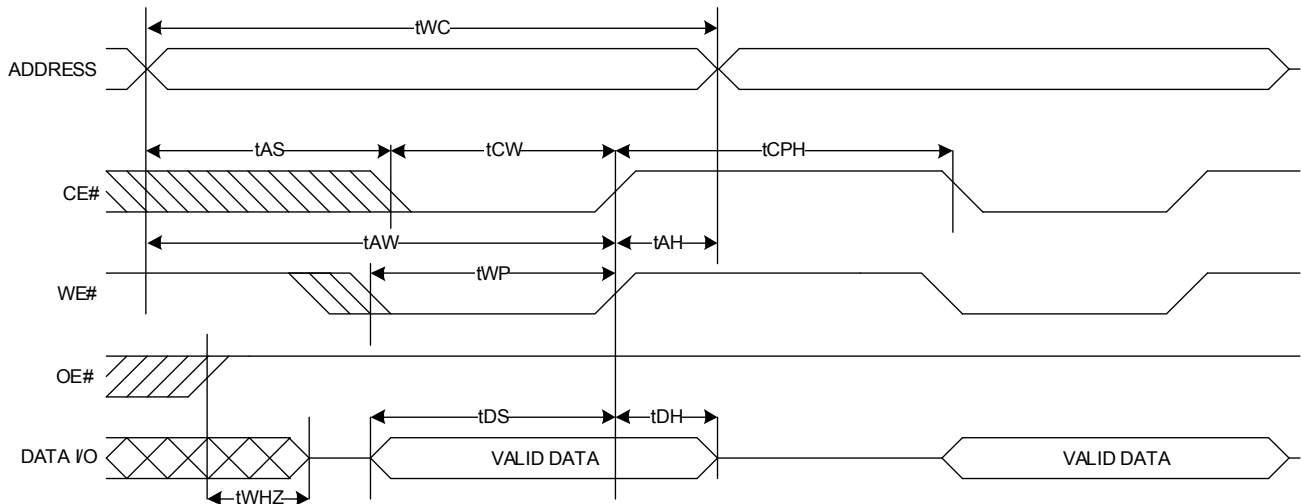 tWC
ADDRESS
tAS
tCW
tCPH
CE#
tAW
tAH
tWP
WE#
OE#
tDS
tDH
DATA I/O
VALID DATA
VALID DATA
tWHZ